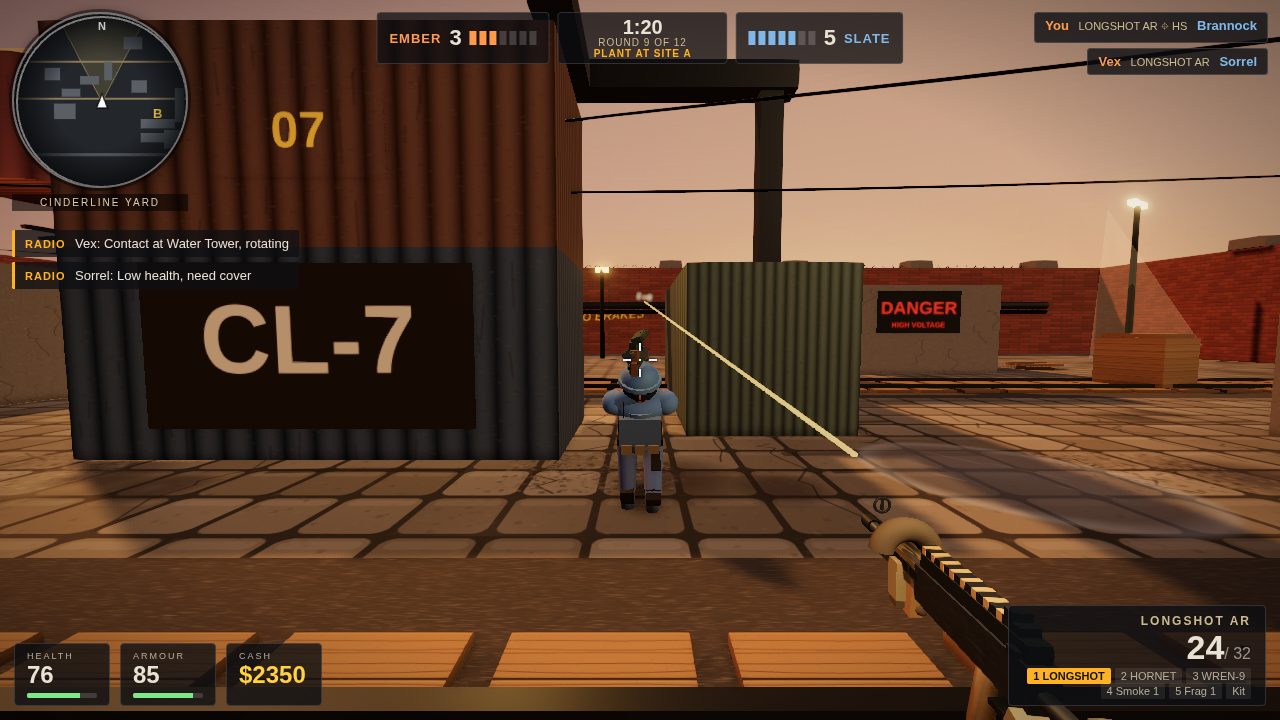 N
B
CINDERLINE YARD
EMBER 3
1:20
ROUND 9 OF 12
PLANT AT SITE A
5 SLATE
You LONGSHOT AR HS Brannock
Vex LONGSHOT AR Sorrel
RADIO Vex: Contact at Water Tower, rotating
RADIO Sorrel: Low health, need cover
07
CL-7
BRAKES
DANGER
HIGH VOLTAGE
HEALTH
76
ARMOUR
85
CASH
$2350
LONGSHOT AR
24 / 32
1 LONGSHOT 2 HORNET 3 WREN-9
4 Smoke 1 5 Frag 1 Kit